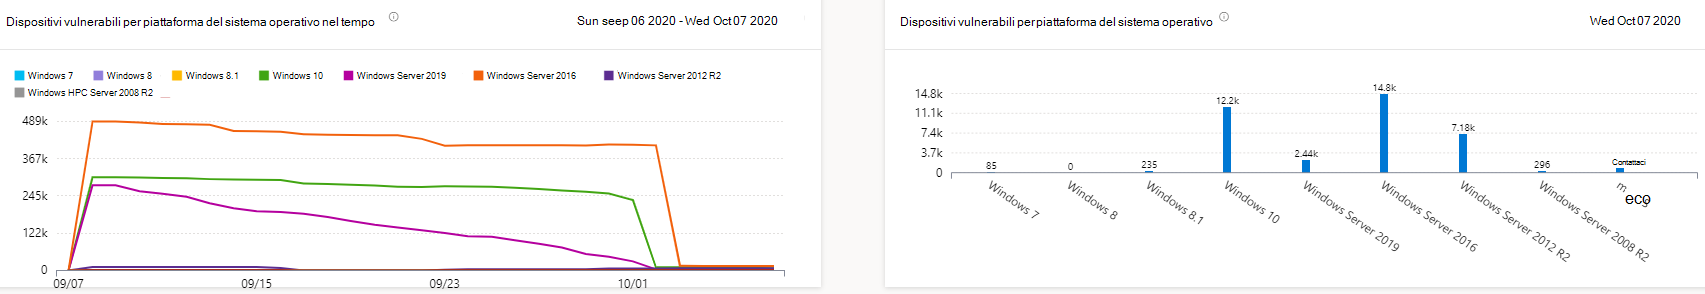 Dispositivi vulnerabili per piattaforma del sistema operativo nel tempo
Sun seep 06 2020 - Wed Oct 07 2020
Windows 7
Windows 8
Windows 8.1
Windows 10
Windows Server 2019
Windows Server 2016
Windows Server 2012 R2
Windows HPC Server 2008 R2
489k
367k
245k
122k
0
09/07
09/15
09/23
10/01
Dispositivi vulnerabili per piattaforma del sistema operativo
Wed Oct 07 2020
14.8k
11.1k
7.4k
3.7k
0
85
0
235
12.2k
2.44k
14.8k
7.18k
296
Contattaci
Windows 7
Windows 8
Windows 8.1
Windows 10
Windows Server 2019
Windows Server 2016
Windows Server 2012 R2
Windows Server 2008 R2
m
eco